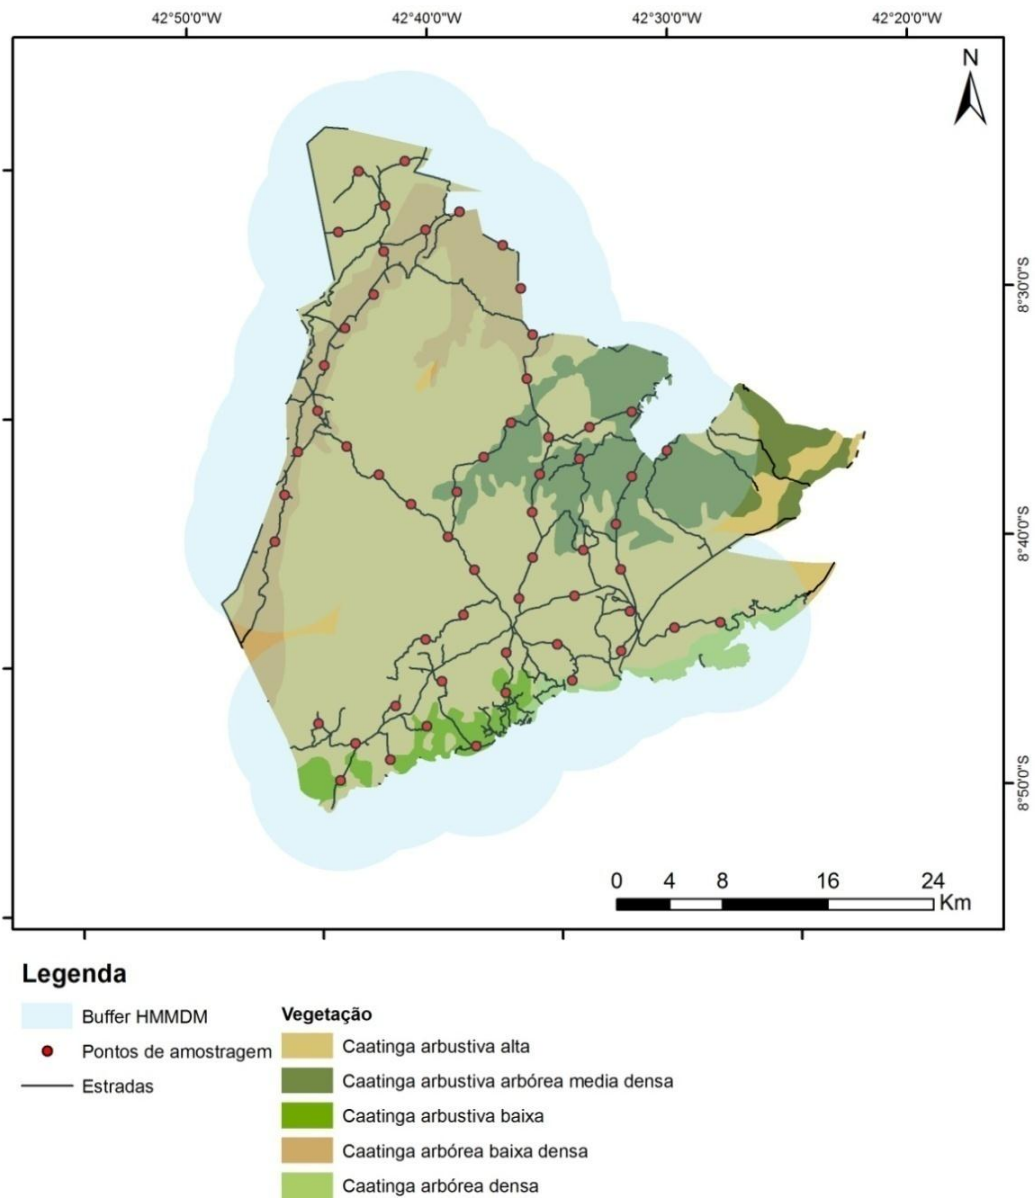 42°50'0"W 42°40'0"W 42°30'0"W 42°20'0"W
N
8°30'0"S
8°40'0"S
8°50'0"S
0 4 8 16 24
Km
Legenda
Buffer HMMDM
Pontos de amostragem
Estradas
Vegetação
Caatinga arbustiva alta
Caatinga arbustiva arbórea media densa
Caatinga arbustiva baixa
Caatinga arbórea baixa densa
Caatinga arbórea densa